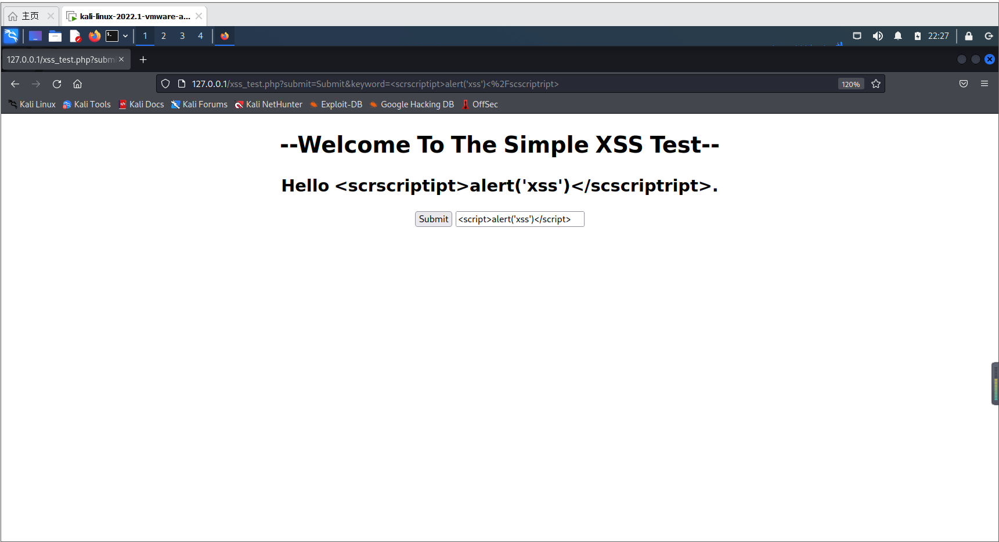 主页
kali-linux-2022.1-vmware-a...
1 2 3 4
22:27
127.0.0.1/xss_test.php?subm
127.0.0.1/xss_test.php?submit=Submit&keyword=<scrscriptipt>alert('xss')<%2Fscscriptript>
120%
Kali Linux Kali Tools Kali Docs Kali Forums Kali NetHunter Exploit-DB Google Hacking DB OffSec
--Welcome To The Simple XSS Test--
Hello <scrscriptipt>alert('xss')</scscriptript>.
Submit <script>alert('xss')</script>